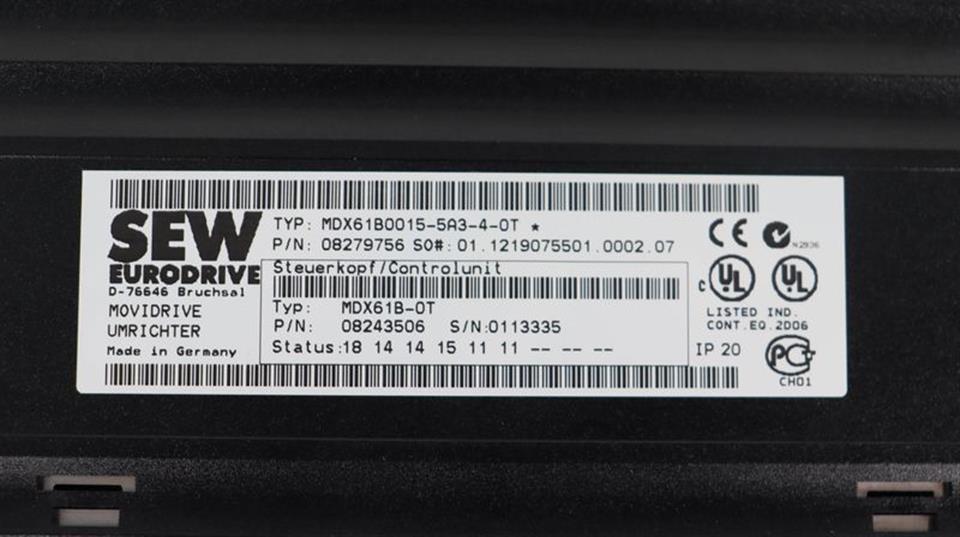 SEW
EURODRIVE
D-76646 Bruchsal
MOVIDRIVE
UMRICHTER
Made in Germany
TYP: MDX61B0015-5A3-4-0T *
P/N: 08279756 SO#: 01.1219075501.0002.07
Steuerkopf/Controlunit
Typ: MDX61B-0T
P/N: 08243506 S/N:0113335
Status:18 14 14 15 11 11 -- -- --
CE
N2936
C UL UL
LISTED IND.
CONT.EQ.2D06
IP 20
CH01